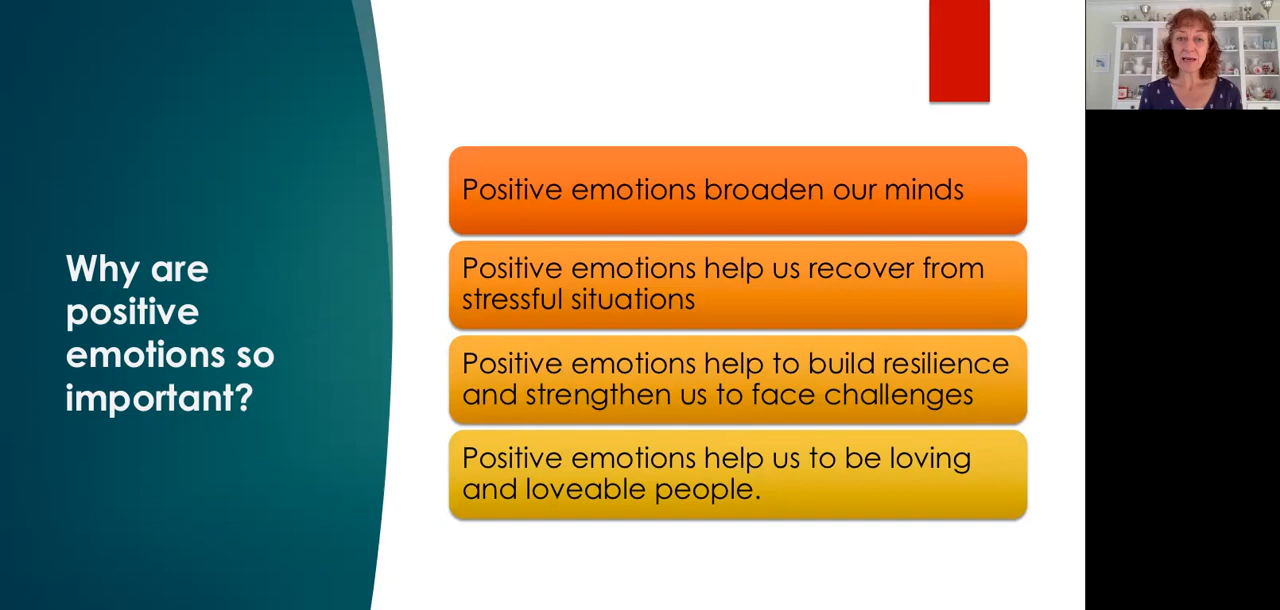 Why are
positive
emotions so
important?
Positive emotions broaden our minds
Positive emotions help us recover from
stressful situations
Positive emotions help to build resilience
and strengthen us to face challenges
Positive emotions help us to be loving
and loveable people.